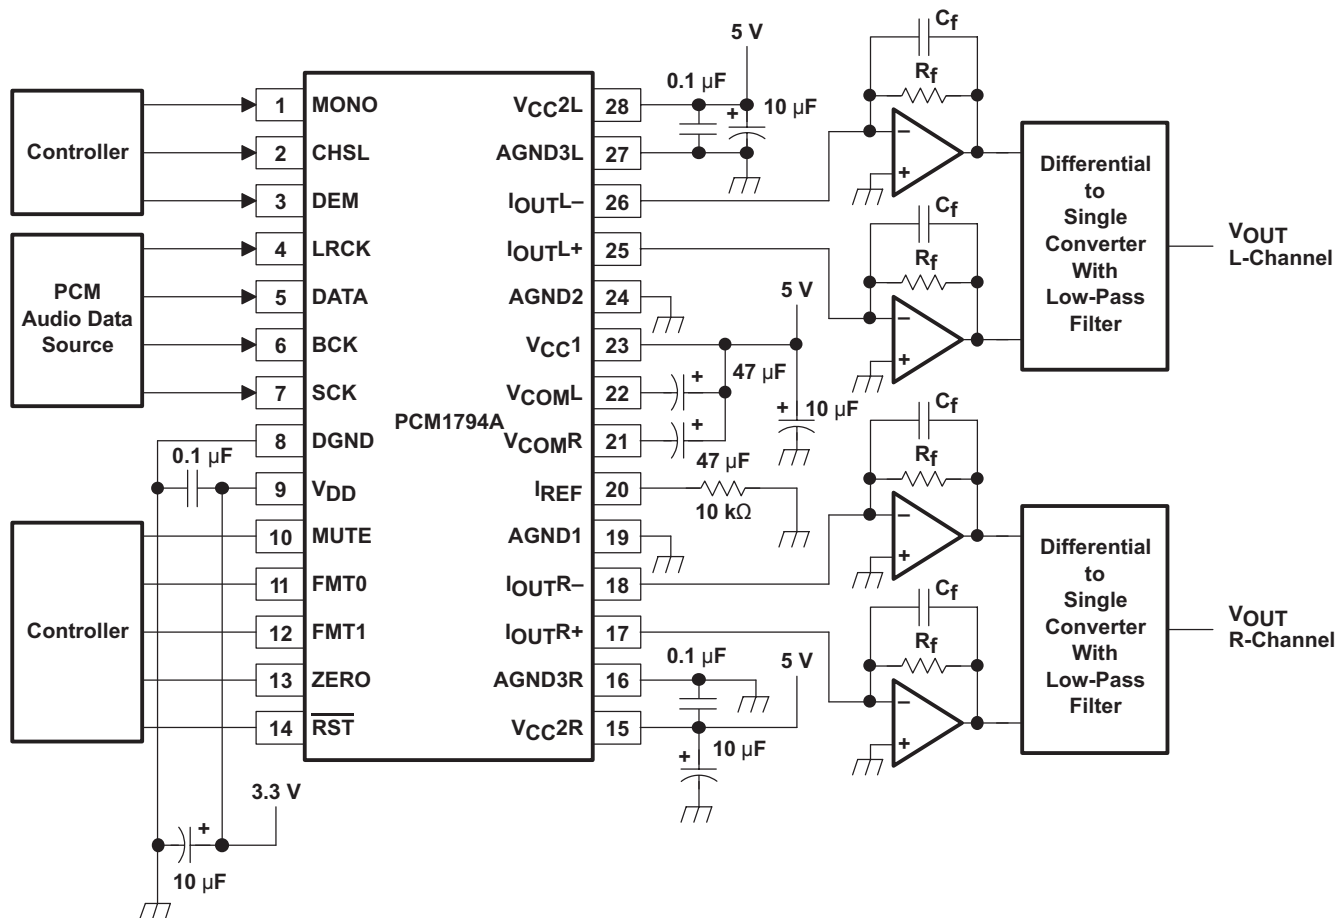 Controller
PCM
Audio Data
Source
Controller
0.1 µF
3.3 V
+
10 µF
PCM1794A
1 MONO
2 CHSL
3 DEM
4 LRCK
5 DATA
6 BCK
7 SCK
8 DGND
9 VDD
10 MUTE
11 FMT0
12 FMT1
13 ZERO
14 RST
VCC2L 28
AGND3L 27
IOUTL– 26
IOUTL+ 25
AGND2 24
VCC1 23
VCOML 22
VCOMR 21
IREF 20
AGND1 19
IOUTR– 18
IOUTR+ 17
AGND3R 16
VCC2R 15
5 V
0.1 µF
+
10 µF
5 V
47 µF
+
+
47 µF
+
10 µF
10 kΩ
0.1 µF
5 V
10 µF
+
Cf
Rf
–
+
Cf
Rf
–
+
Differential
to
Single
Converter
With
Low-Pass
Filter
VOUT
L-Channel
Cf
Rf
–
+
Cf
Rf
–
+
Differential
to
Single
Converter
With
Low-Pass
Filter
VOUT
R-Channel